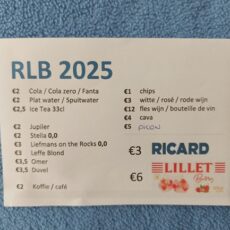 RLB 2025
€2 Cola / Cola zero / Fanta
€2 Plat water / Spuitwater
€2,5 Ice Tea 33cl
€2 Jupiler
€2 Stella 0,0
€3 Liefmans on the Rocks 0,0
€3 Leffe Blond
€3,5 Omer
€3,5 Duvel
€2 Koffie / café
€1 chips
€3 witte / rosé / rode wijn
€12 fles wijn / bouteille de vin
€4 cava
€5 picon
€3 RICARD
€6 LILLET